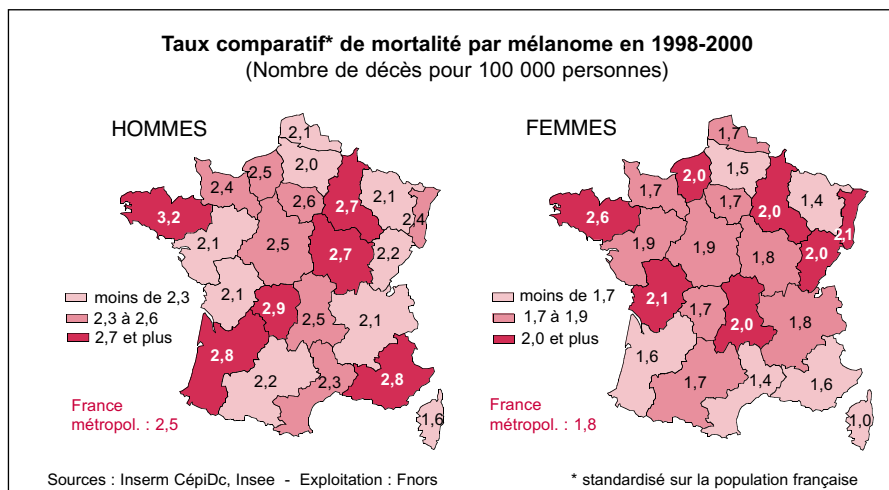 Taux comparatif* de mortalité par mélanome en 1998-2000
(Nombre de décès pour 100 000 personnes)
HOMMES
2,1
2,0
2,5
2,4
2,6
2,7
2,1
2,4
3,2
2,1
2,5
2,7
2,2
2,1
2,9
2,5
2,1
2,8
2,2
2,3
2,8
1,6
moins de 2,3
2,3 à 2,6
2,7 et plus
France
métropol. : 2,5
FEMMES
1,7
1,5
2,0
1,7
1,7
2,0
1,4
2,1
2,6
1,9
1,9
1,8
2,0
2,1
1,7
2,0
1,8
1,6
1,7
1,4
1,6
1,0
moins de 1,7
1,7 à 1,9
2,0 et plus
France
métropol. : 1,8
Sources : Inserm CépiDc, Insee - Exploitation : Fnors
* standardisé sur la population française